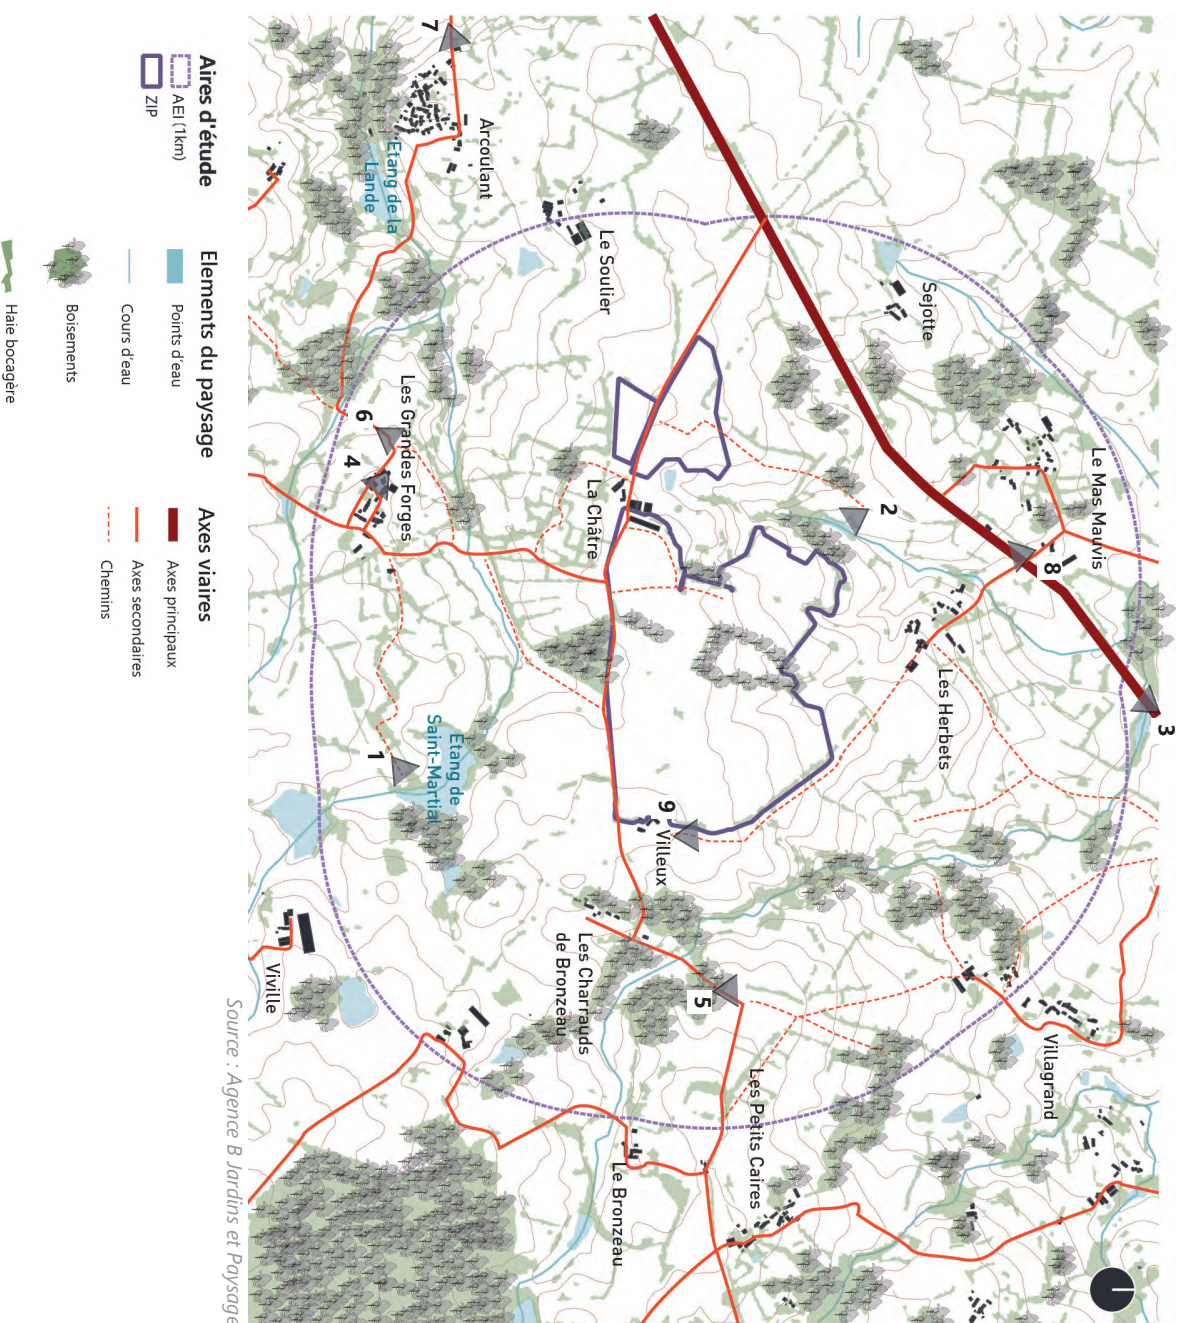 7
Arcoulant
Etang de la
Lande
Le Soulier
Sejotte
Le Mas Mauvis
2
8
3
6
4
Les Grandes Forges
La Châtre
Les Herbets
1
Etang de
Saint-Martial
9
Villeux
Les Charrauds
de Bronzeau
5
Viville
Villagrand
Les Petits Caires
Le Bronzeau
Aires d'étude
AEI (1km)
ZIP
Elements du paysage
Points d'eau
Cours d'eau
Boisements
Haie bocagère
Axes viaires
Axes principaux
Axes secondaires
Chemins
Source : Agence B Jardins et Paysage